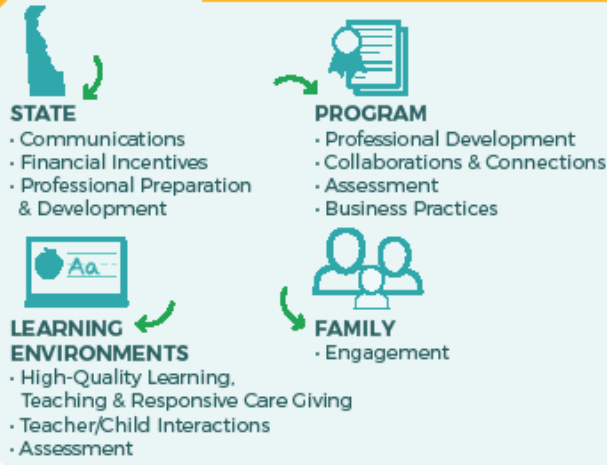 STATE
· Communications
· Financial Incentives
· Professional Preparation
& Development
PROGRAM
· Professional Development
· Collaborations & Connections
· Assessment
· Business Practices
Aa
LEARNING
ENVIRONMENTS
· High-Quality Learning,
Teaching & Responsive Care Giving
· Teacher/Child Interactions
· Assessment
FAMILY
· Engagement